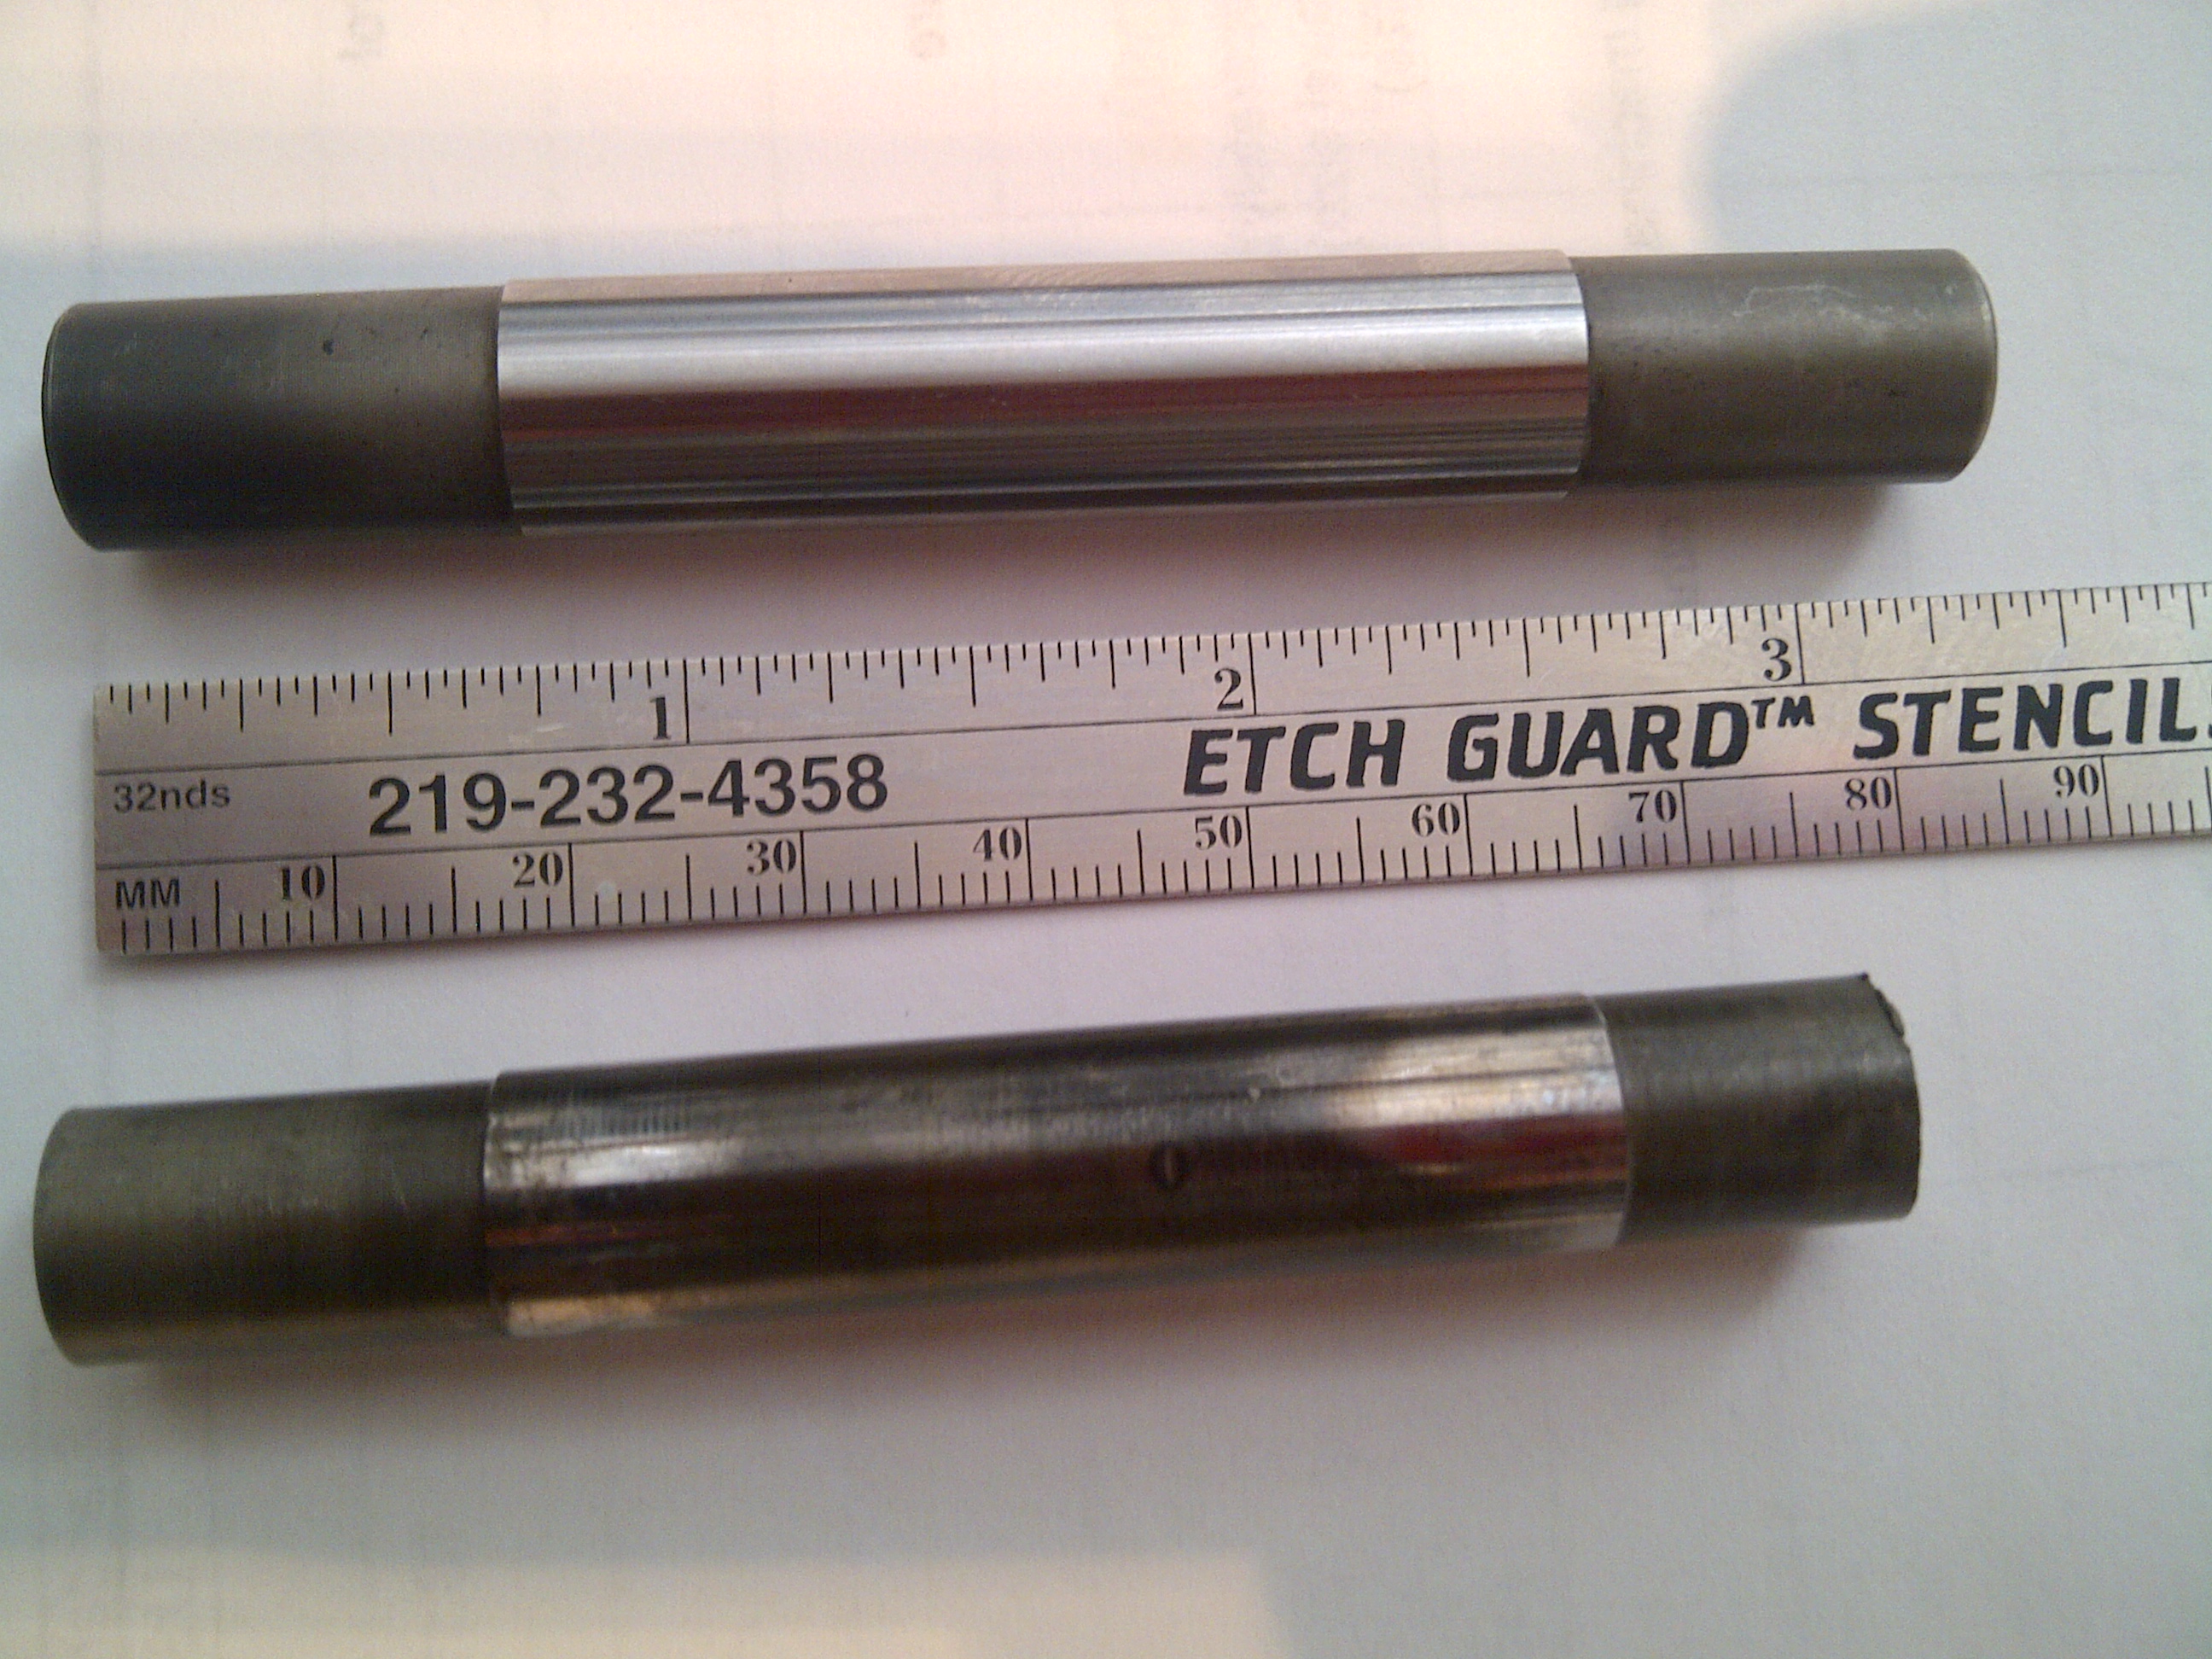 1 2 3
ETCH GUARD™ STENCIL
32nds 219-232-4358
MM 10 20 30 40 50 60 70 80 90